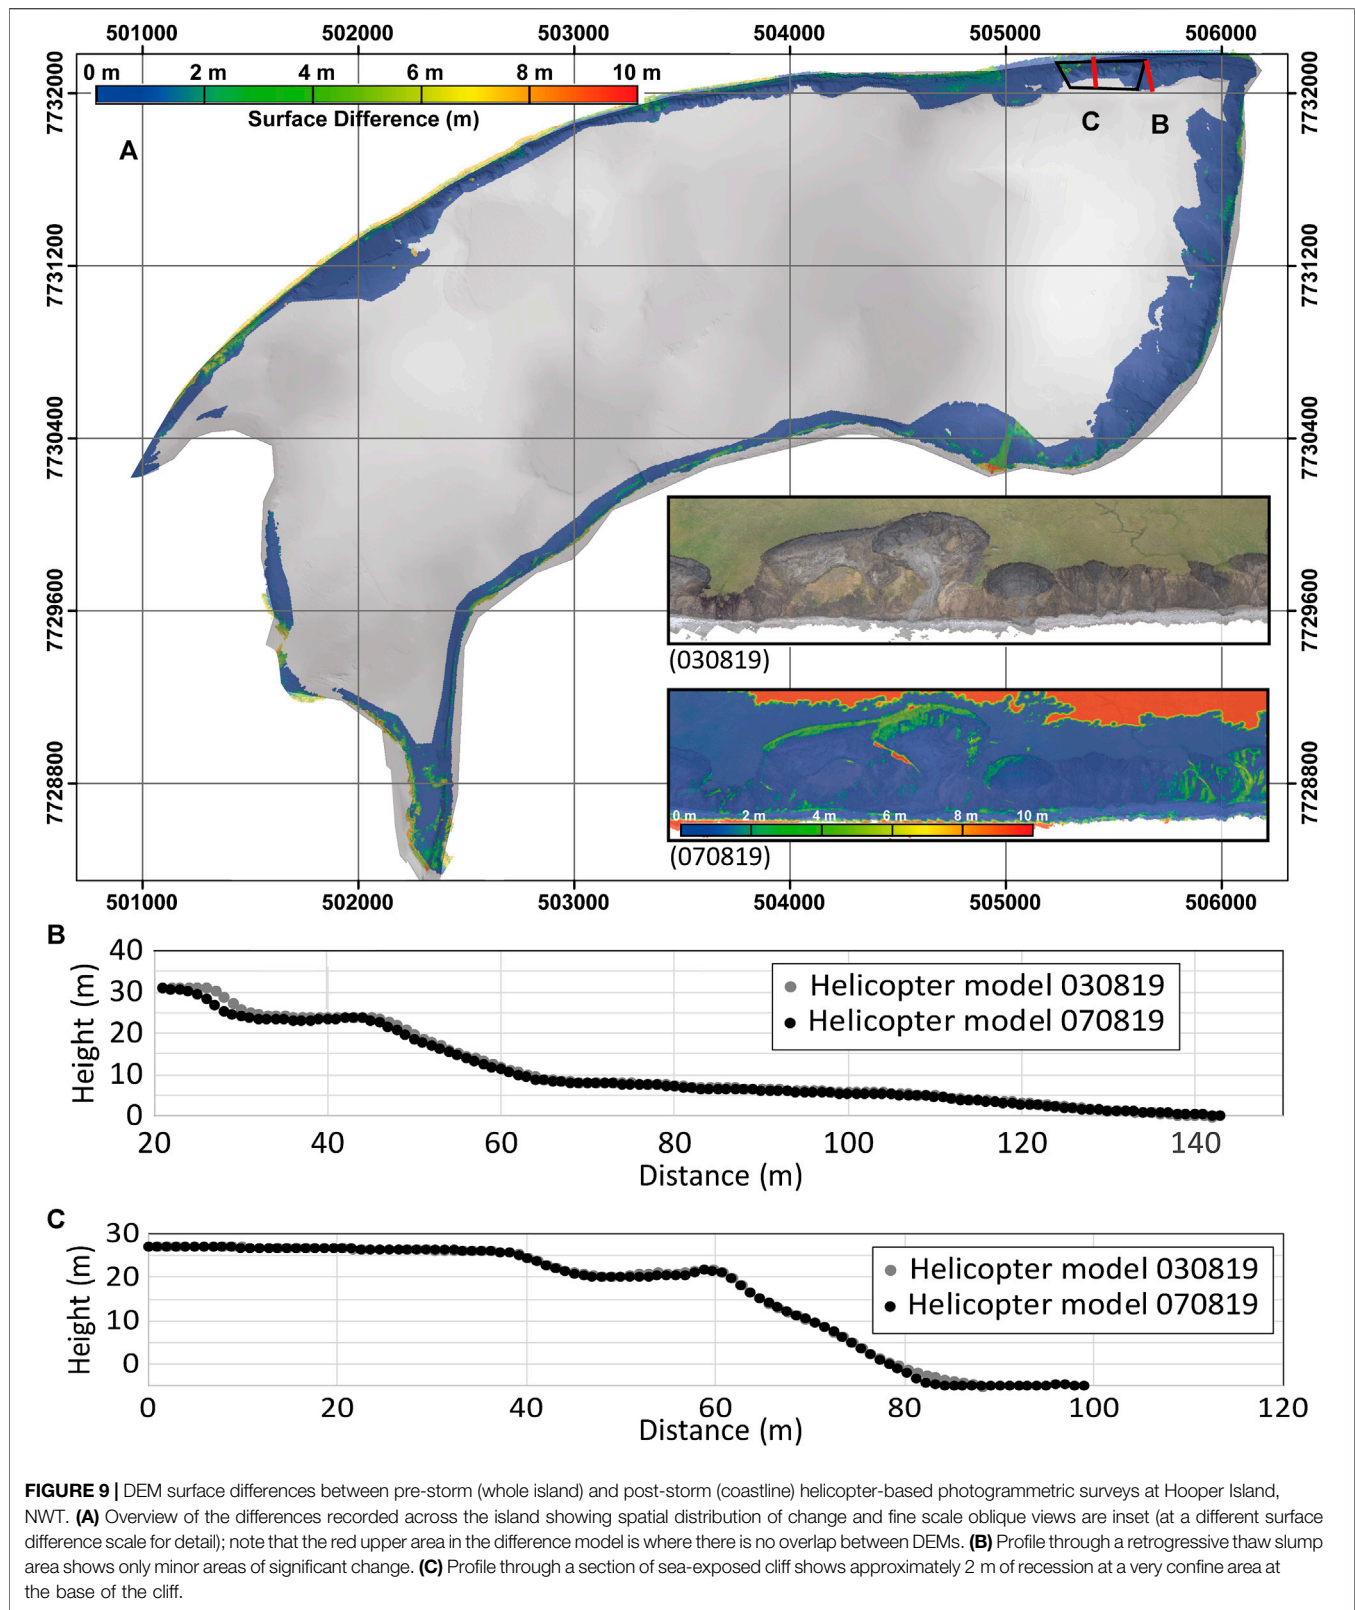 501000 502000 503000 504000 505000 506000
0 m 2 m 4 m 6 m 8 m 10 m
Surface Difference (m)
A
C B
7732000 7732000
7731200 7731200
7730400 7730400
7729600 7729600
(030819)
7728800 7728800
0 m 2 m 4 m 6 m 8 m 10 m
(070819)
501000 502000 503000 504000 505000 506000
B
40
30
20
10
0
Height (m)
Helicopter model 030819
Helicopter model 070819
20 40 60 80 100 120 140
Distance (m)
C
30
20
10
0
Height (m)
Helicopter model 030819
Helicopter model 070819
0 20 40 60 80 100 120
Distance (m)
FIGURE 9 | DEM surface differences between pre-storm (whole island) and post-storm (coastline) helicopter-based photogrammetric surveys at Hooper Island,
NWT. (A) Overview of the differences recorded across the island showing spatial distribution of change and fine scale oblique views are inset (at a different surface
difference scale for detail); note that the red upper area in the difference model is where there is no overlap between DEMs. (B) Profile through a retrogressive thaw slump
area shows only minor areas of significant change. (C) Profile through a section of sea-exposed cliff shows approximately 2 m of recession at a very confine area at
the base of the cliff.